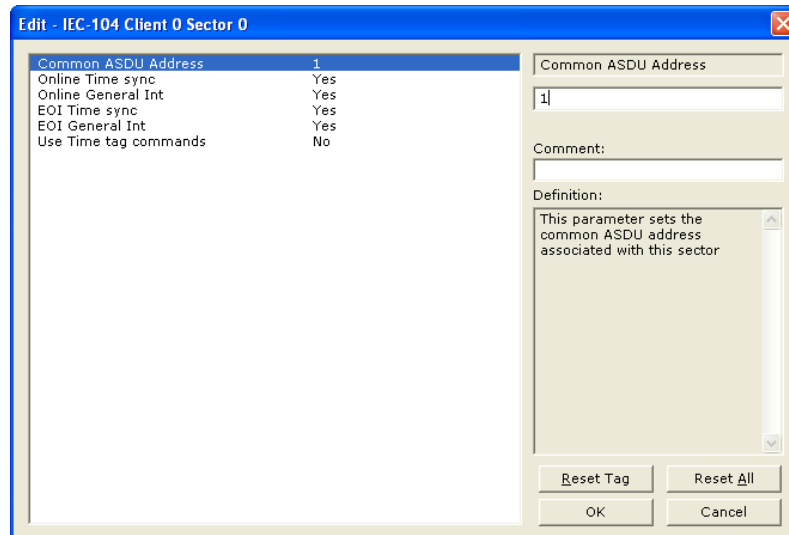 Edit - IEC-104 Client 0 Sector 0
Common ASDU Address 1
Online Time sync Yes
Online General Int Yes
EOI Time sync Yes
EOI General Int Yes
Use Time tag commands No
Common ASDU Address
1
Comment:
Definition:
This parameter sets the
common ASDU address
associated with this sector
Reset Tag
Reset All
OK
Cancel